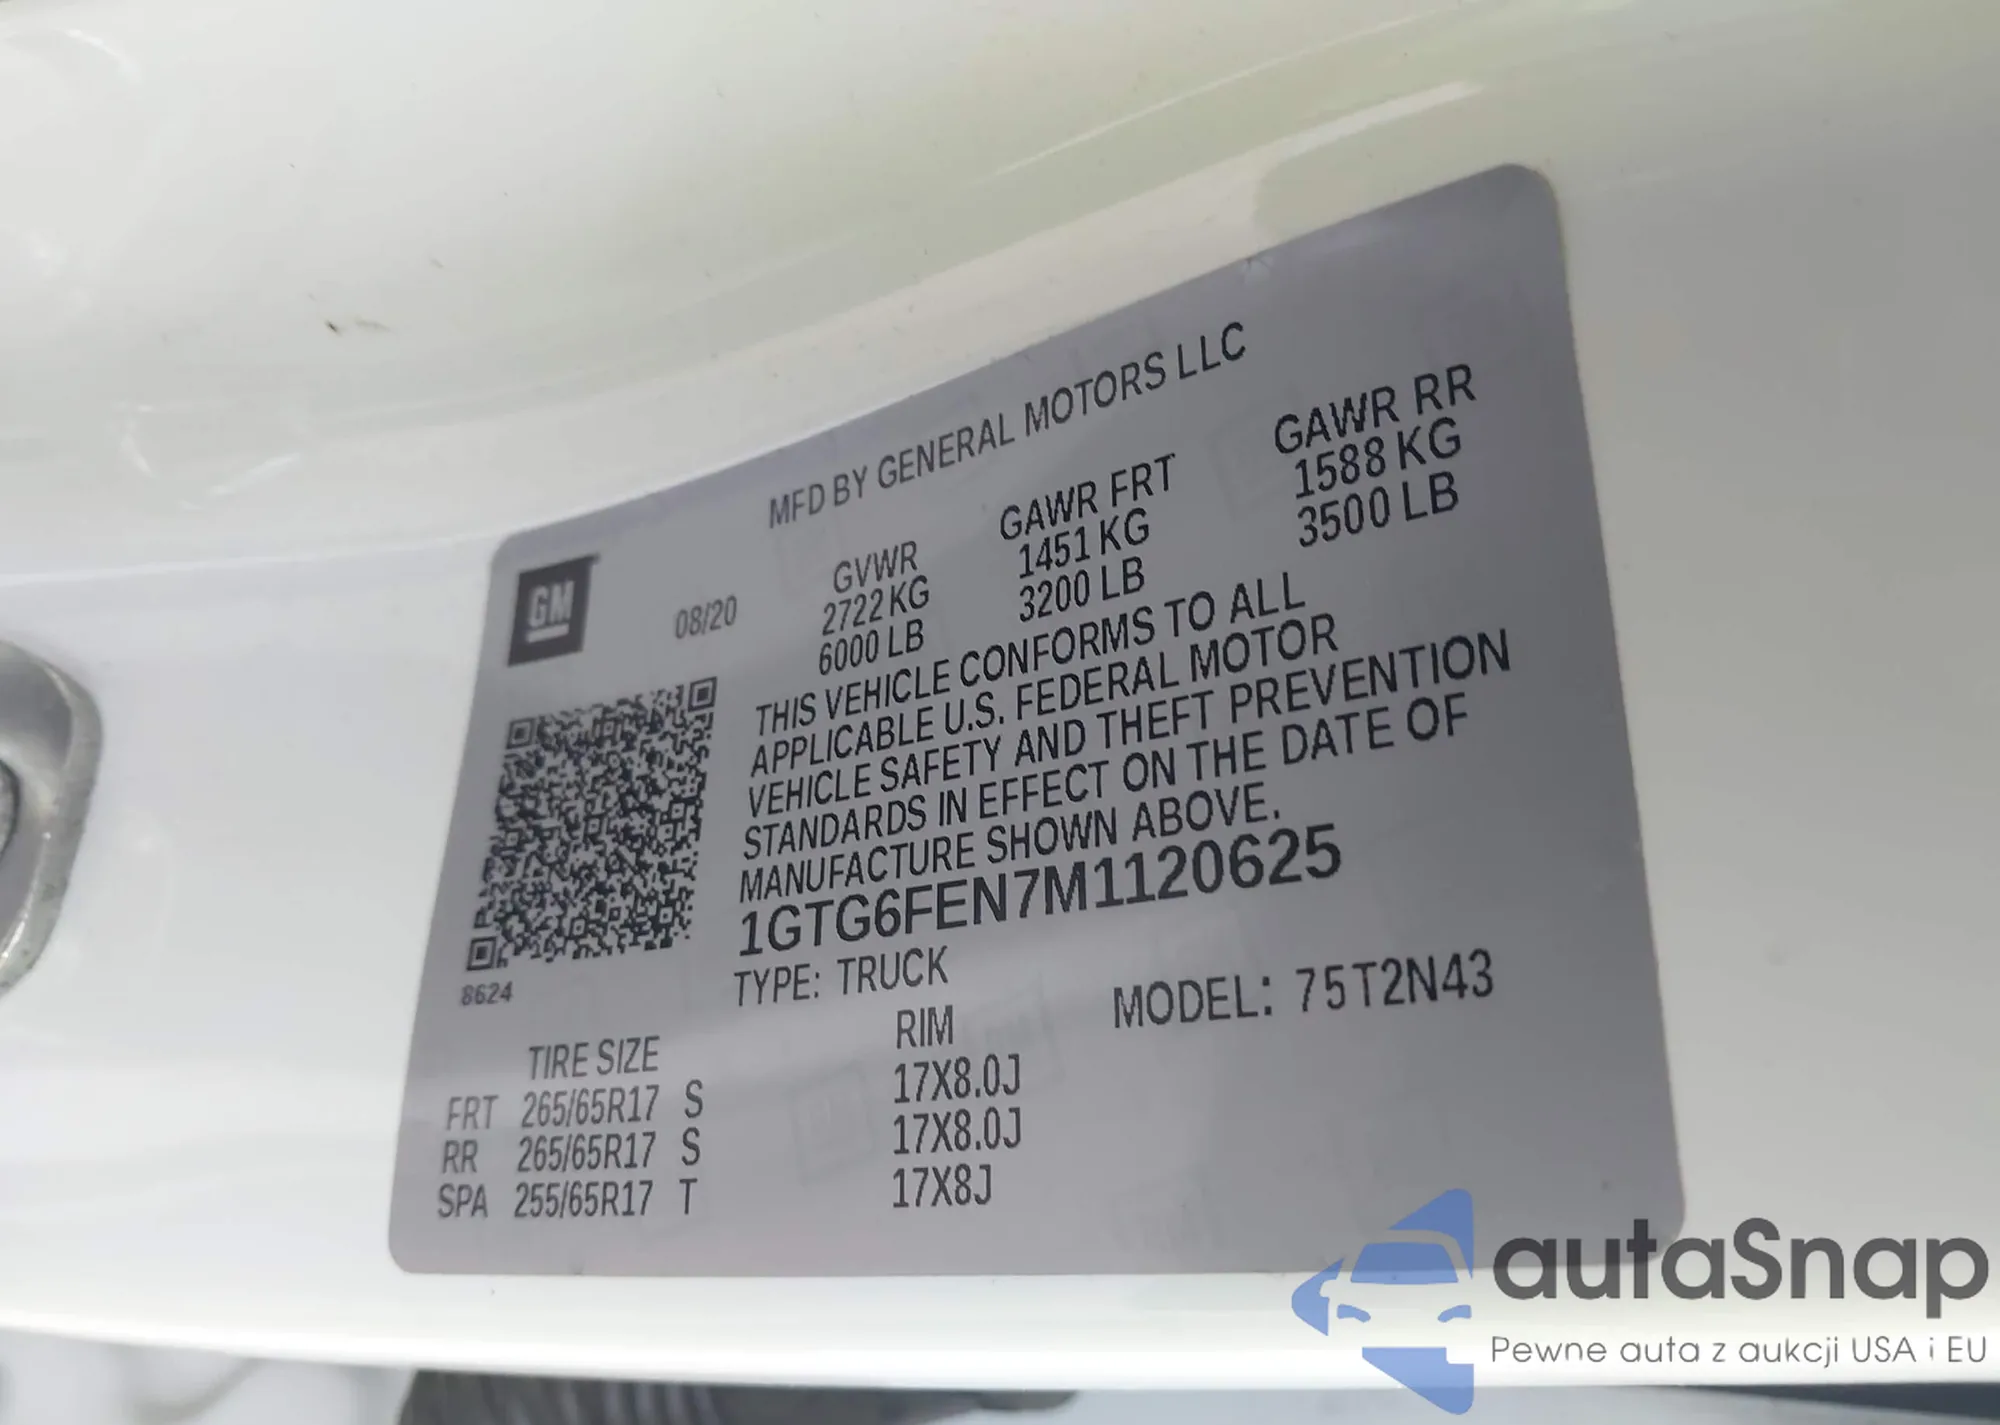 MFD BY GENERAL MOTORS LLC
GM
08/20
GVWR
2722 KG
6000 LB
GAWR FRT
1451 KG
3200 LB
GAWR RR
1588 KG
3500 LB
THIS VEHICLE CONFORMS TO ALL
APPLICABLE U.S. FEDERAL MOTOR
VEHICLE SAFETY AND THEFT PREVENTION
STANDARDS IN EFFECT ON THE DATE OF
MANUFACTURE SHOWN ABOVE.
1GTG6FEN7M1120625
8624
TYPE: TRUCK
MODEL: 75T2N43
TIRE SIZE RIM
FRT 265/65R17 S 17X8.0J
RR 265/65R17 S 17X8.0J
SPA 255/65R17 T 17X8J
autaSnap
Pewne auta z aukcji USA i EU